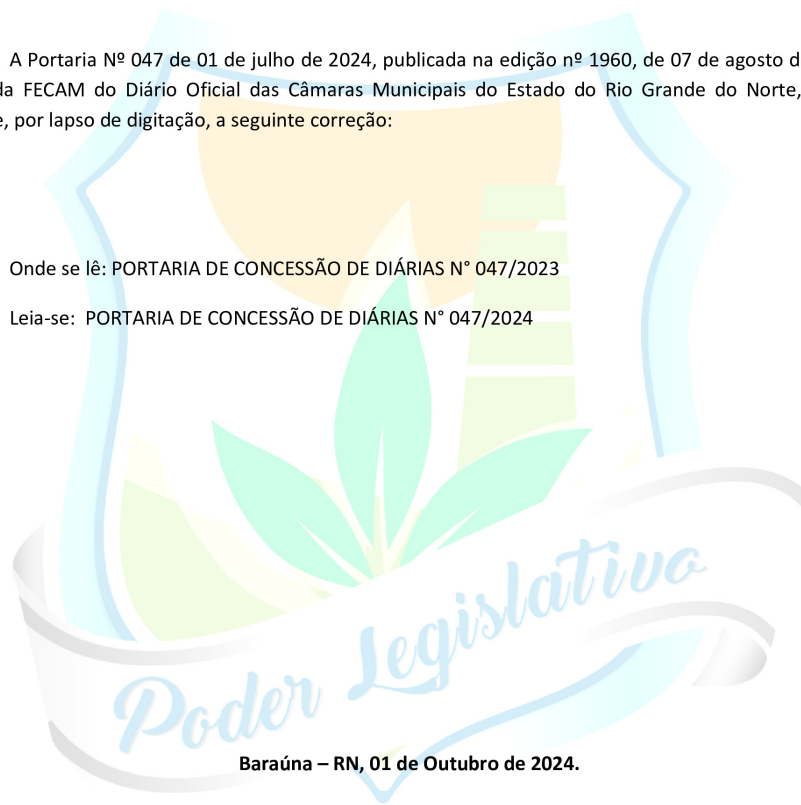 A Portaria Nº 047 de 01 de julho de 2024, publicada na edição nº 1960, de 07 de agosto d
da FECAM do Diário Oficial das Câmaras Municipais do Estado do Rio Grande do Norte,
e, por lapso de digitação, a seguinte correção:
Onde se lê: PORTARIA DE CONCESSÃO DE DIÁRIAS N° 047/2023
Leia-se: PORTARIA DE CONCESSÃO DE DIÁRIAS N° 047/2024
Poder Legislativo
Baraúna – RN, 01 de Outubro de 2024.